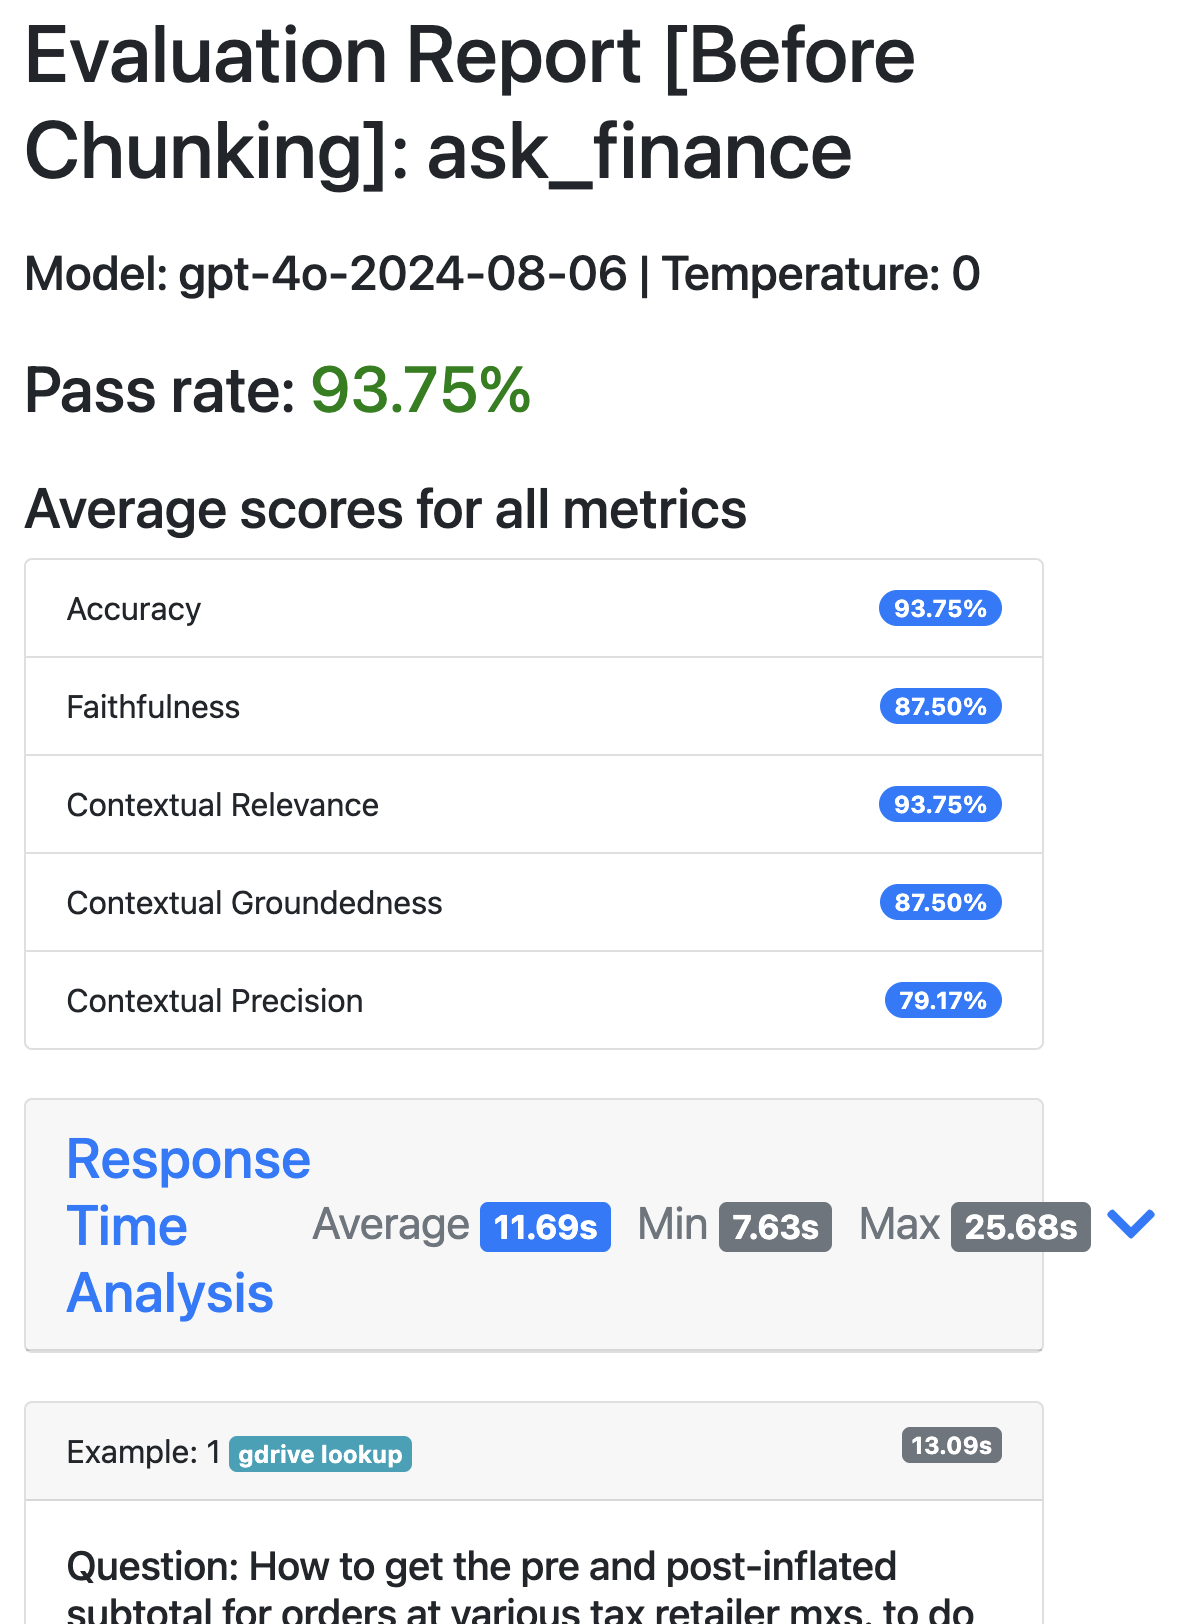 Evaluation Report [Before
Chunking]: ask_finance
Model: gpt-4o-2024-08-06 | Temperature: 0
Pass rate: 93.75%
Average scores for all metrics
Accuracy 93.75%
Faithfulness 87.50%
Contextual Relevance 93.75%
Contextual Groundedness 87.50%
Contextual Precision 79.17%
Response
Time
Analysis
Average 11.69s Min 7.63s Max 25.68s
Example: 1 gdrive lookup 13.09s
Question: How to get the pre and post-inflated
subtotal for orders at various tax retailer mxs, to do